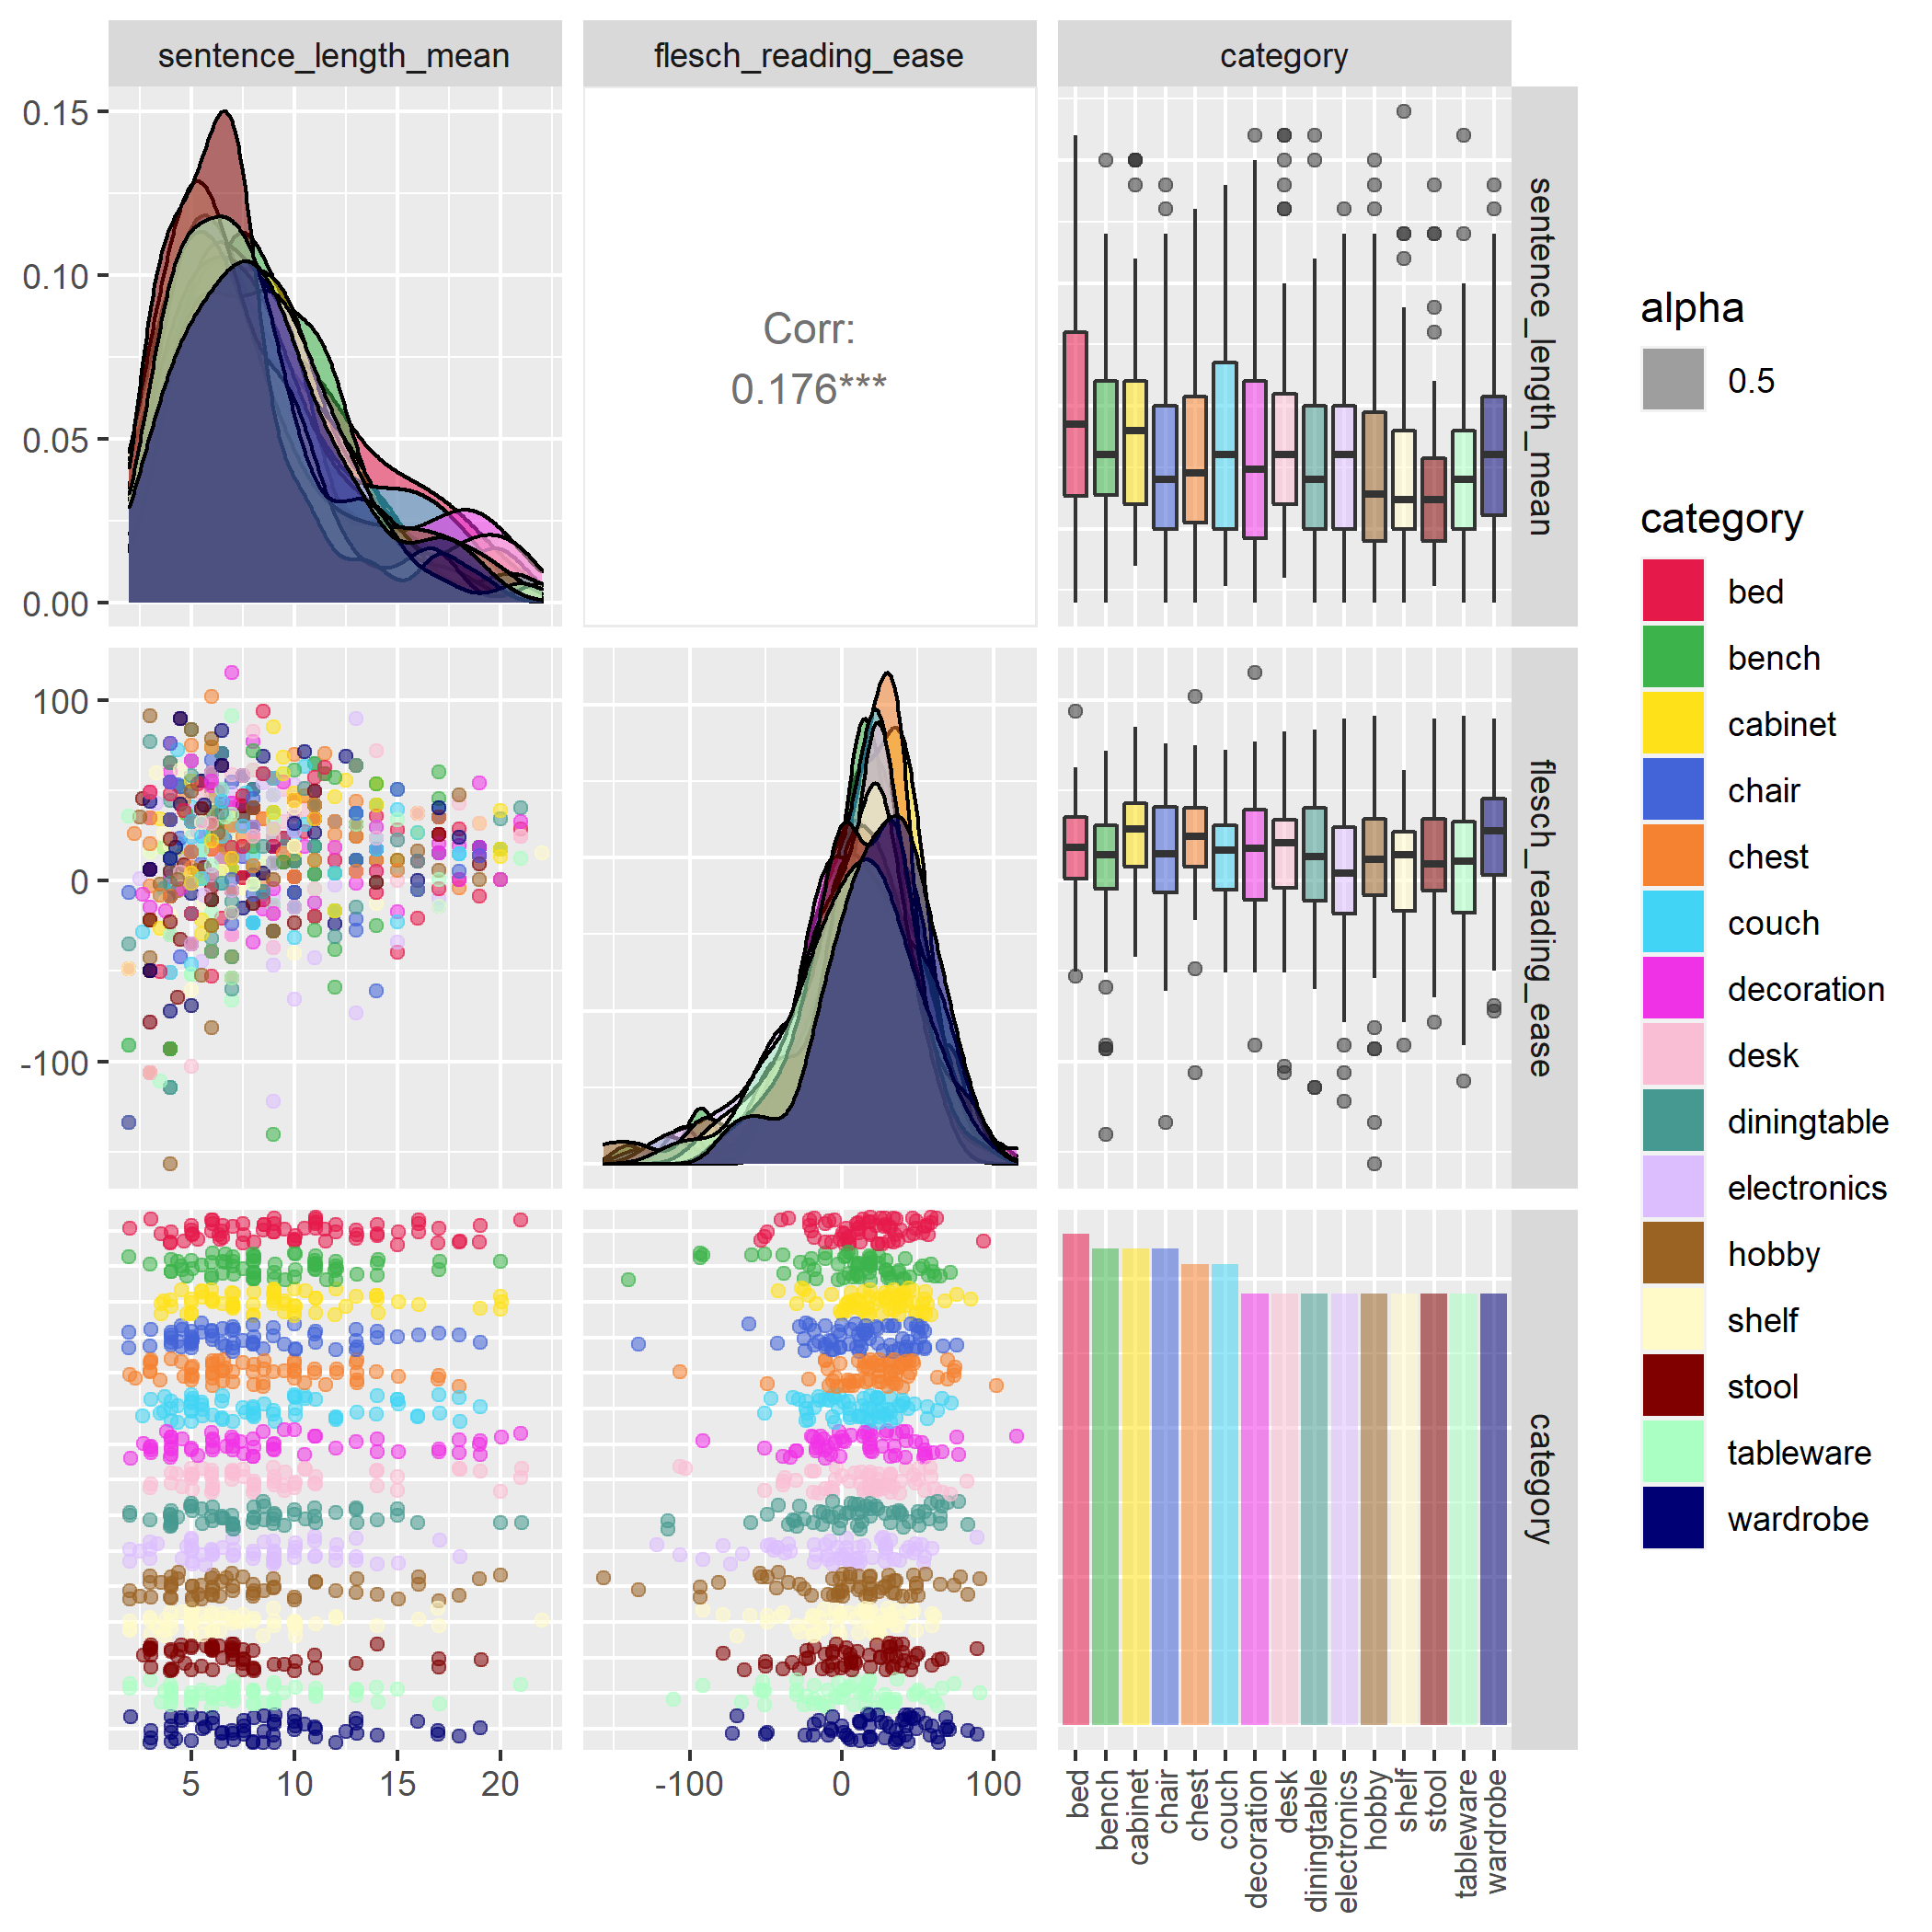 sentence_length_mean
flesch_reading_ease
category
0.15
0.10
0.05
0.00
Corr:
0.176***
sentence_length_mean
100
0
-100
flesch_reading_ease
category
5
10
15
20
-100
0
100
bed
bench
cabinet
chair
chest
couch
decoration
desk
diningtable
electronics
hobby
shelf
stool
tableware
wardrobe
alpha
0.5
category
bed
bench
cabinet
chair
chest
couch
decoration
desk
diningtable
electronics
hobby
shelf
stool
tableware
wardrobe